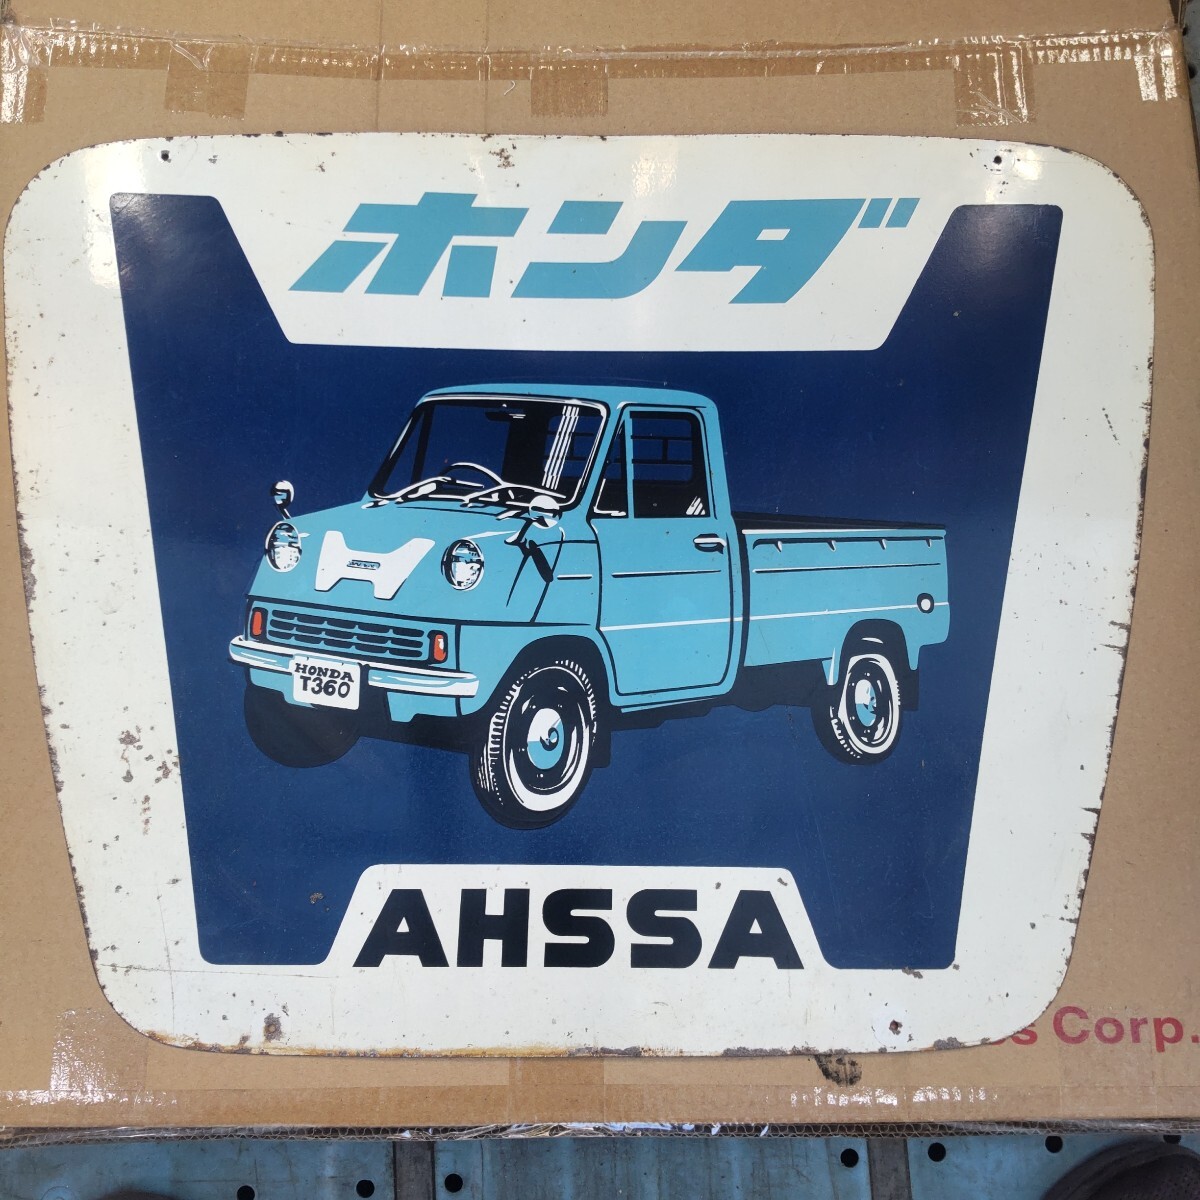 ホンダ
HONDA
T360
AHSSA
Corp.